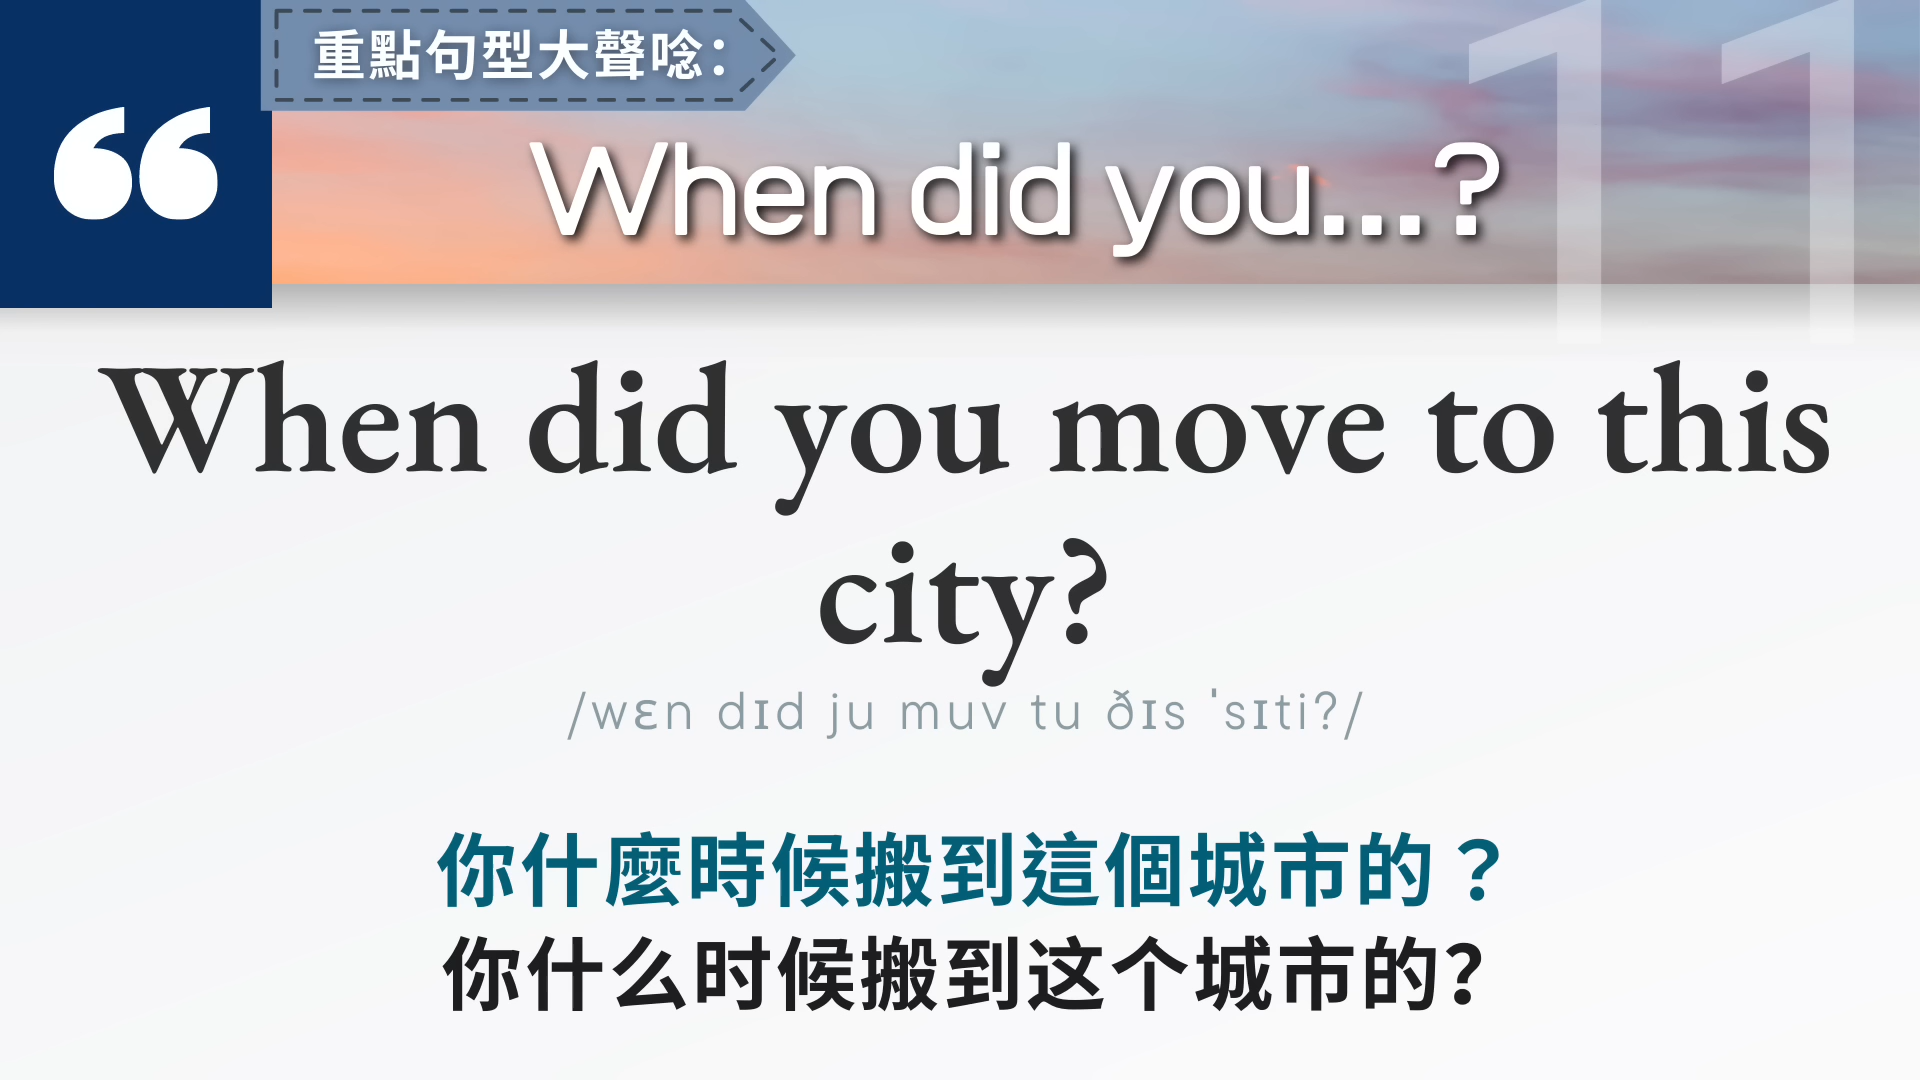 重點句型大聲唸：
11
When did you...?
When did you move to this
city?
/wɛn dɪd ju muv tu ðɪs ˈsɪti?/
你什麼時候搬到這個城市的？
你什么时候搬到这个城市的?